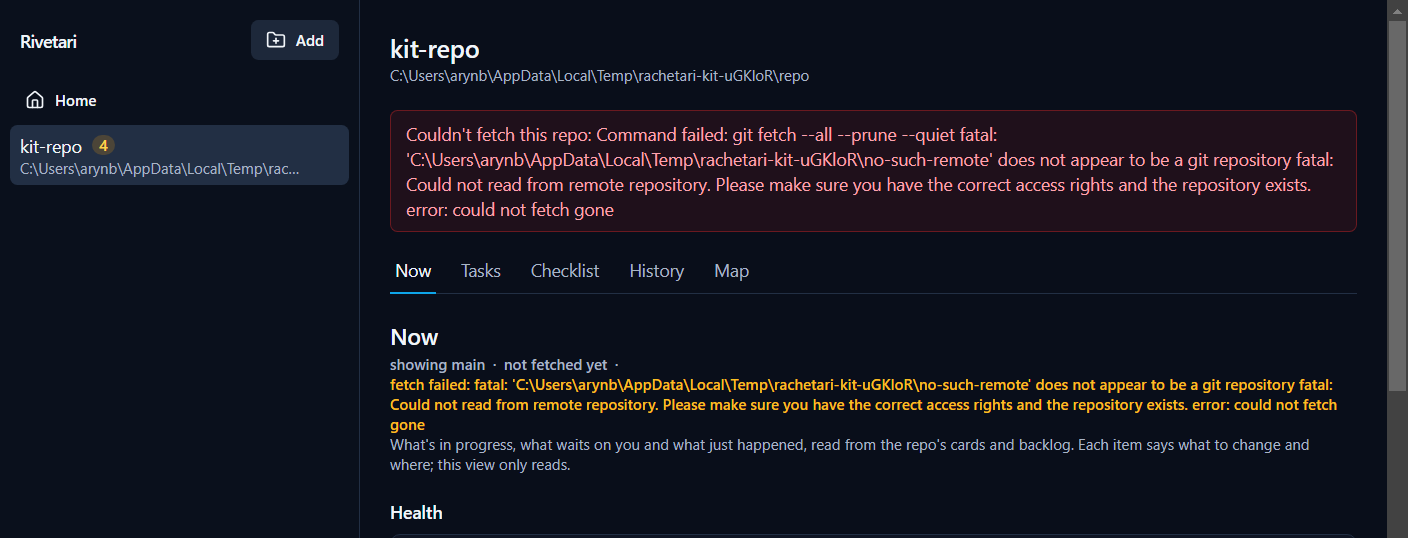 Rivetari
Add
Home
kit-repo 4
C:\Users\arynb\AppData\Local\Temp\rac...
kit-repo
C:\Users\arynb\AppData\Local\Temp\rachetari-kit-uGKloR\repo
Couldn't fetch this repo: Command failed: git fetch --all --prune --quiet fatal:
'C:\Users\arynb\AppData\Local\Temp\rachetari-kit-uGKloR\no-such-remote' does not appear to be a git repository fatal:
Could not read from remote repository. Please make sure you have the correct access rights and the repository exists.
error: could not fetch gone
Now Tasks Checklist History Map
Now
showing main · not fetched yet ·
fetch failed: fatal: 'C:\Users\arynb\AppData\Local\Temp\rachetari-kit-uGKloR\no-such-remote' does not appear to be a git repository fatal:
Could not read from remote repository. Please make sure you have the correct access rights and the repository exists. error: could not fetch
gone
What's in progress, what waits on you and what just happened, read from the repo's cards and backlog. Each item says what to change and
where; this view only reads.
Health